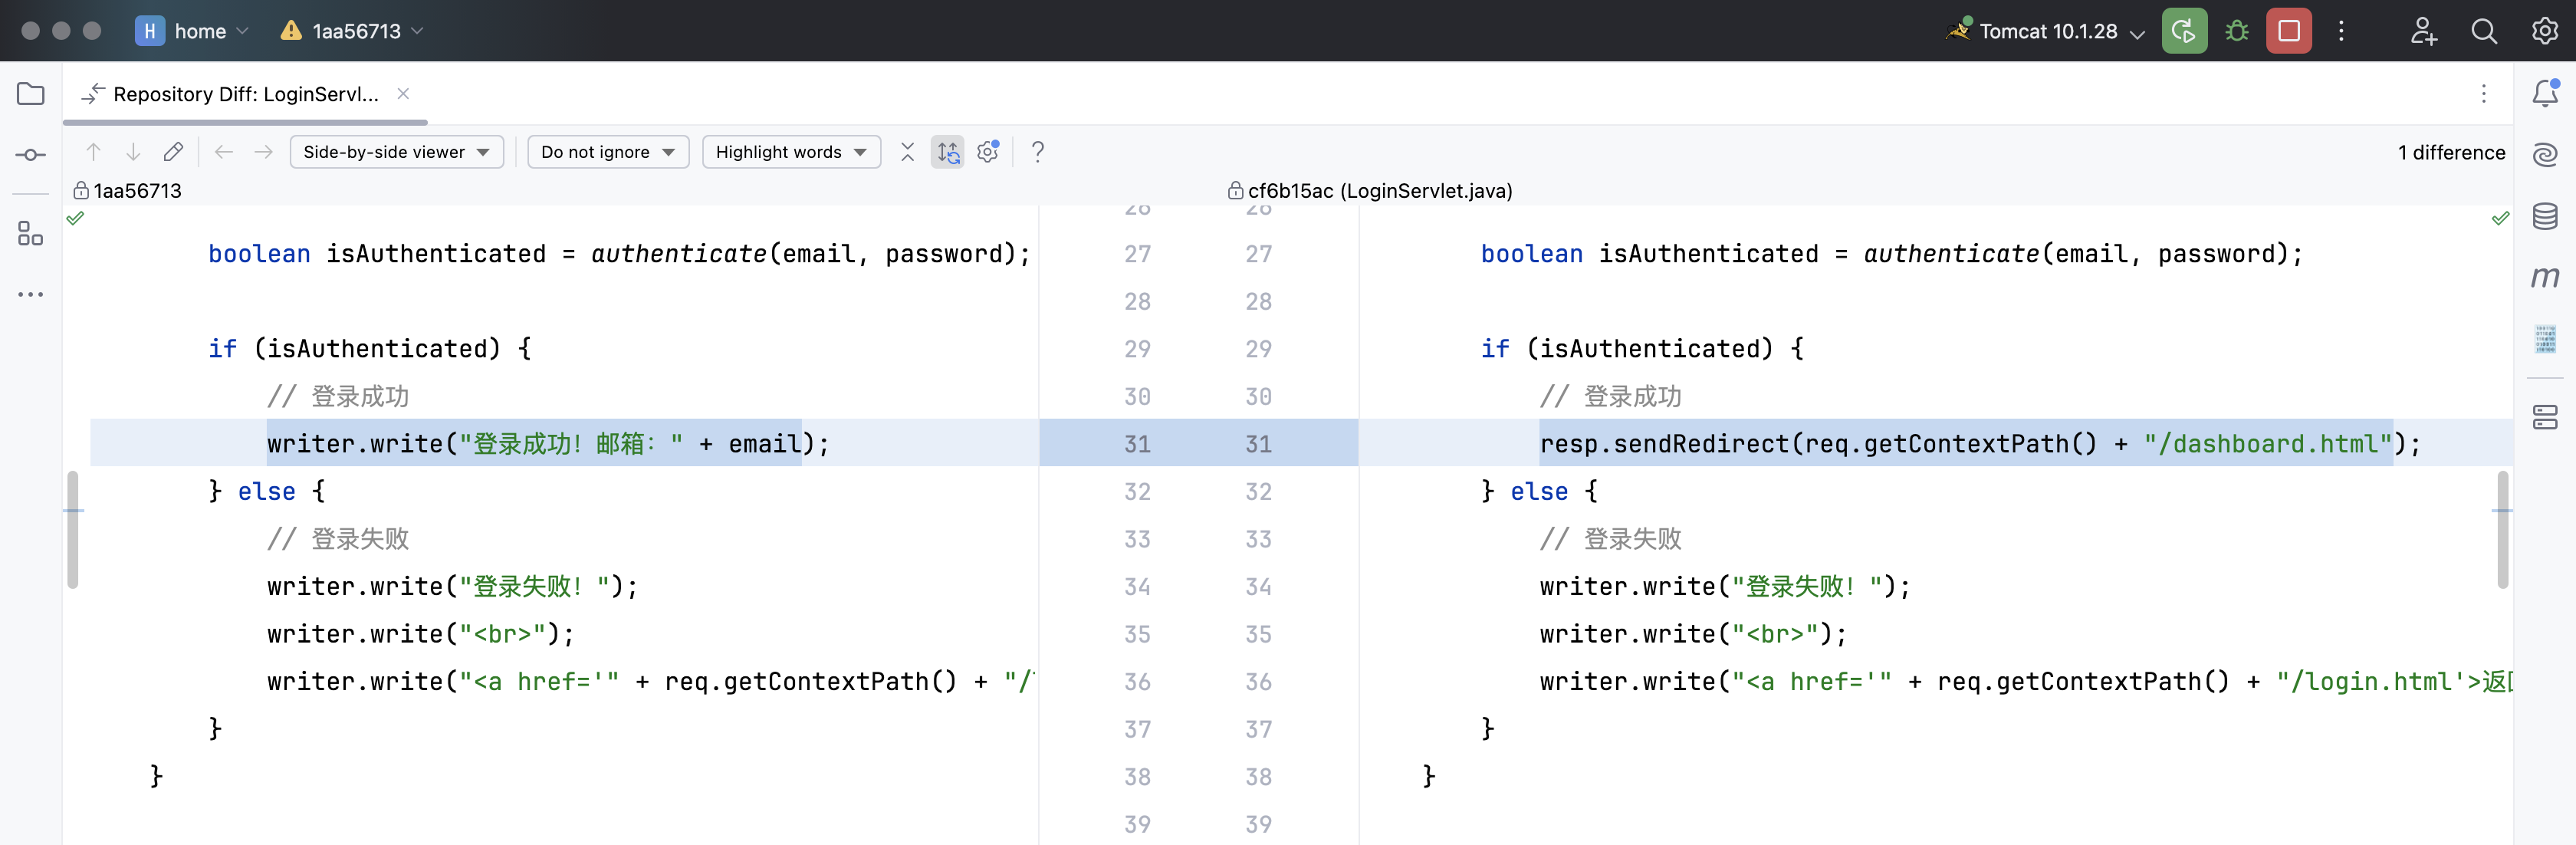 H home 1aa56713 Tomcat 10.1.28
Repository Diff: LoginServl...
Side-by-side viewer Do not ignore Highlight words ? 1 difference
1aa56713 cf6b15ac (LoginServlet.java)
26 26
boolean isAuthenticated = authenticate(email, password); 27 27 boolean isAuthenticated = authenticate(email, password);
28 28
if (isAuthenticated) { 29 29 if (isAuthenticated) {
// 登录成功 30 30 // 登录成功
writer.write("登录成功！邮箱：" + email); 31 31 resp.sendRedirect(req.getContextPath() + "/dashboard.html");
} else { 32 32 } else {
// 登录失败 33 33 // 登录失败
writer.write("登录失败！"); 34 34 writer.write("登录失败！");
writer.write("<br>"); 35 35 writer.write("<br>");
writer.write("<a href='" + req.getContextPath() + "/ 36 36 writer.write("<a href='" + req.getContextPath() + "/login.html'>返
} 37 37 }
} 38 38 }
39 39